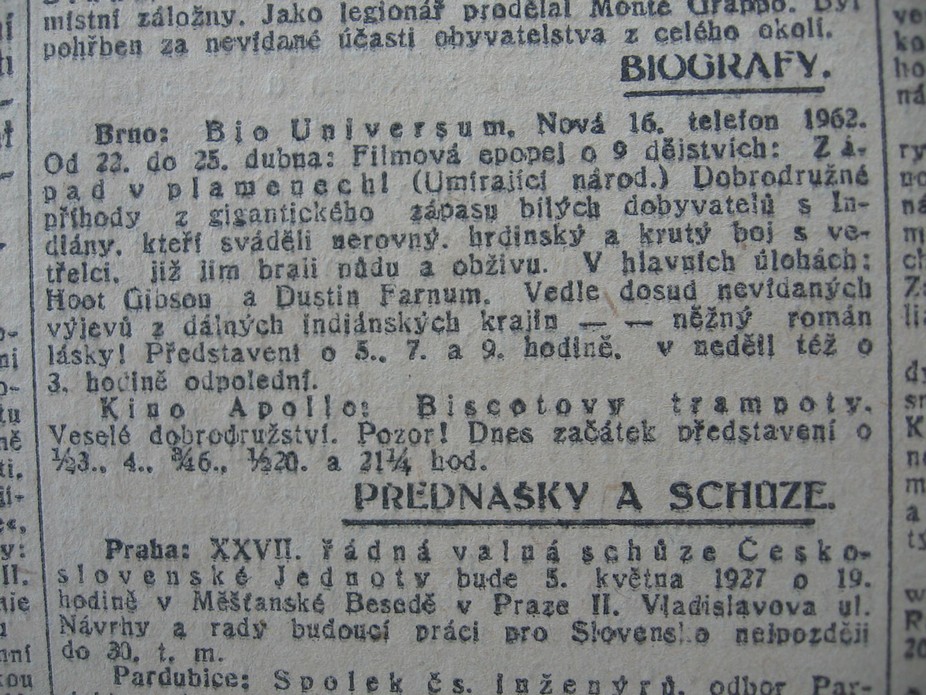 místní záložny. Jako legionář prodělal Monte Grappo. Byl
pohřben za nevídané účasti obyvatelstva z celého okolí.
BIOGRAFY.
Brno: Bio Universum, Nová 16, telefon 1962.
Od 22. do 25. dubna: Filmová epopej o 9 dějstvích: Zá-
pad v plamenech! (Umírající národ.) Dobrodružné
příhody z gigantického zápasu bílých dobyvatelů s In-
diány, kteří sváděli nerovný, hrdinský a krutý boj s ve-
třelci, již jim brali půdu a obživu. V hlavních úlohách:
Hoot Gibson a Dustin Farnum. Vedle dosud nevídaných
výjevů z dálných indiánských krajin — — něžný román
lásky! Představení o 5., 7. a 9. hodině, v neděli též o
3. hodině odpolední.
Kino Apollo: Biscotovy trampoty.
Veselé dobrodružství. Pozor! Dnes začátek představení o
½3., 4., ¾6., ½20. a 21¼ hod.
PŘEDNÁŠKY A SCHŮZE.
Praha: XXVII. řádná valná schůze Česko-
slovenské Jednoty bude 5. května 1927 o 19.
hodině v Měšťanské Besedě v Praze II. Vladislavova ul.
Návrhy a rady budoucí práci pro Slovensko nejpozději
do 30. t. m.
Pardubice: Spolek čs. inženýrů, odbor Par-